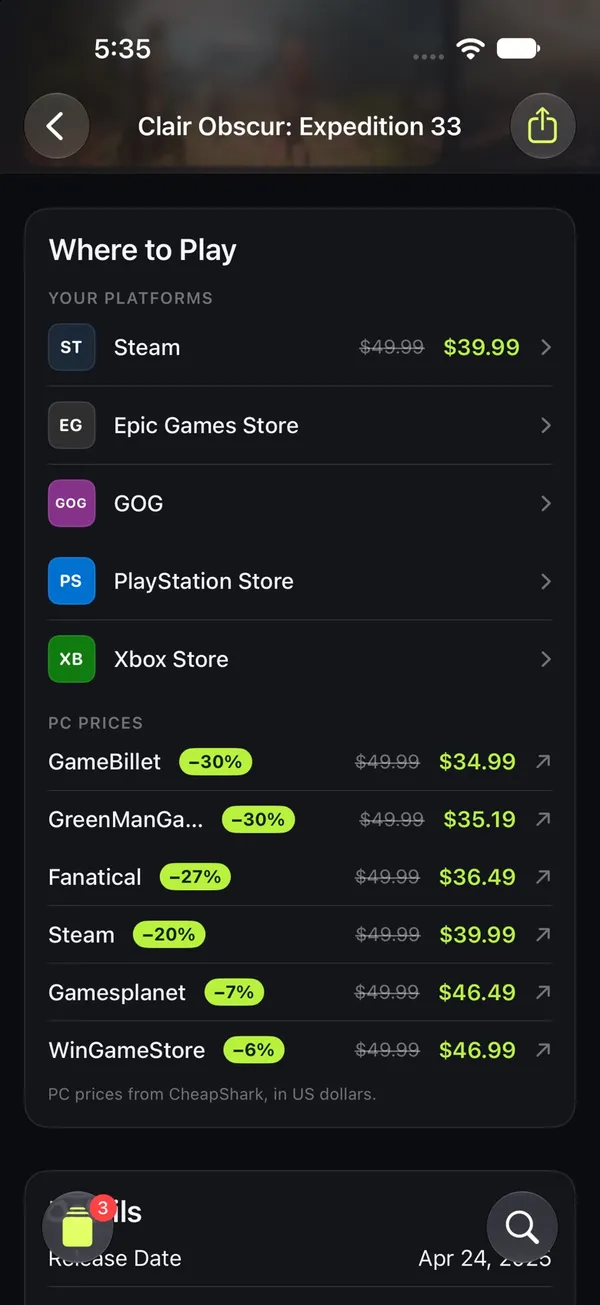 5:35
Clair Obscur: Expedition 33
Where to Play
YOUR PLATFORMS
ST Steam $49.99 $39.99
EG Epic Games Store
GOG GOG
PS PlayStation Store
XB Xbox Store
PC PRICES
GameBillet −30% $49.99 $34.99
GreenManGa... −30% $49.99 $35.19
Fanatical −27% $49.99 $36.49
Steam −20% $49.99 $39.99
Gamesplanet −7% $49.99 $46.49
WinGameStore −6% $49.99 $46.99
PC prices from CheapShark, in US dollars.
3
Release Date Apr 24, 2025